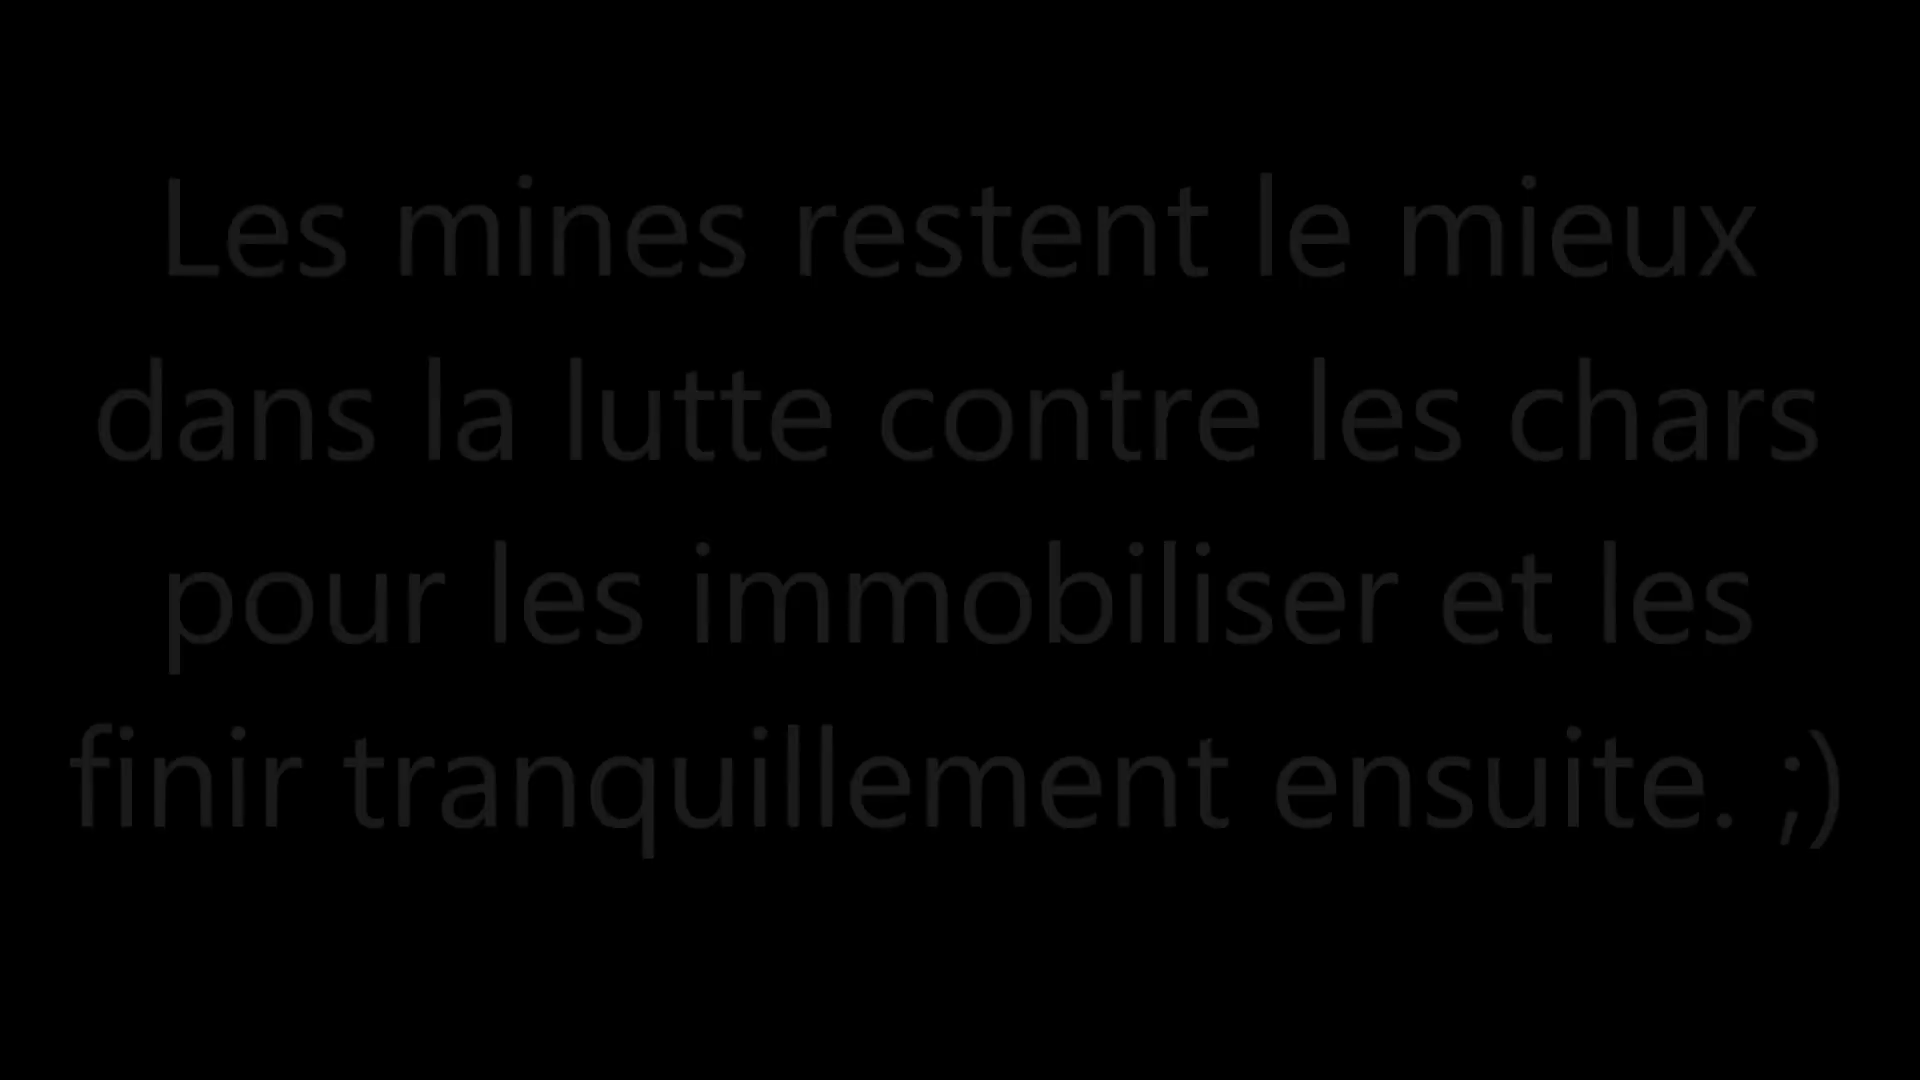 Les mines restent le mieux
dans la lutte contre les chars
pour les immobiliser et les
finir tranquillement ensuite. ;)